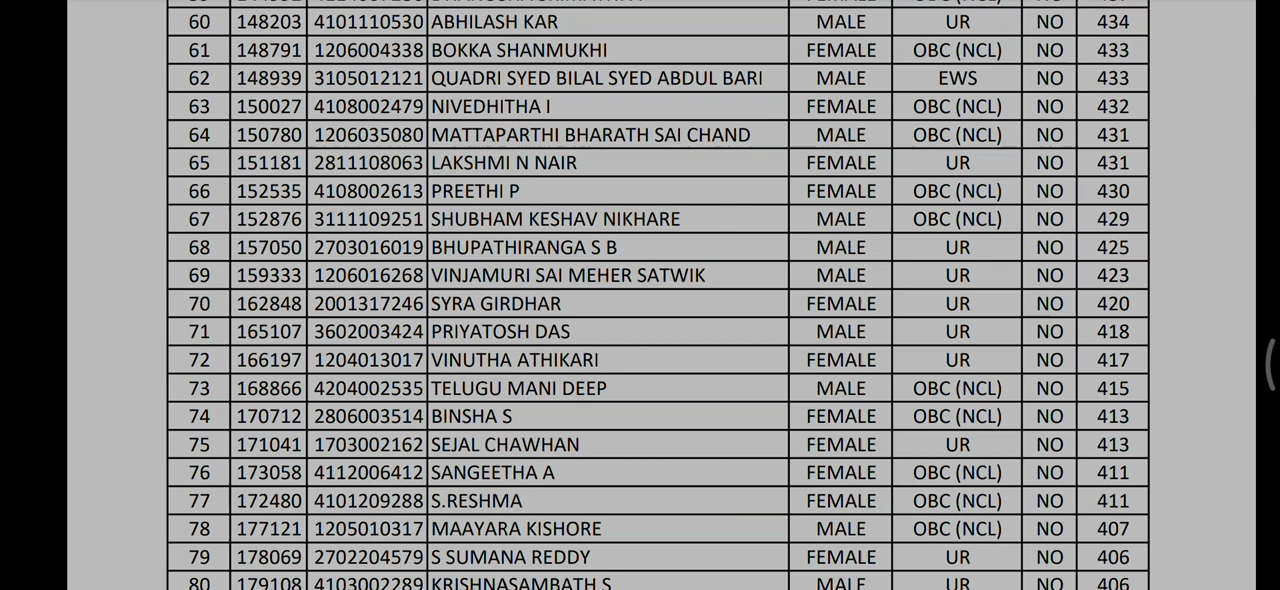 60 148203 4101110530 ABHILASH KAR MALE UR NO 434
61 148791 1206004338 BOKKA SHANMUKHI FEMALE OBC (NCL) NO 433
62 148939 3105012121 QUADRI SYED BILAL SYED ABDUL BARI MALE EWS NO 433
63 150027 4108002479 NIVEDHITHA I FEMALE OBC (NCL) NO 432
64 150780 1206035080 MATTAPARTHI BHARATH SAI CHAND MALE OBC (NCL) NO 431
65 151181 2811108063 LAKSHMI N NAIR FEMALE UR NO 431
66 152535 4108002613 PREETHI P FEMALE OBC (NCL) NO 430
67 152876 3111109251 SHUBHAM KESHAV NIKHARE MALE OBC (NCL) NO 429
68 157050 2703016019 BHUPATHIRANGA S B MALE UR NO 425
69 159333 1206016268 VINJAMURI SAI MEHER SATWIK MALE UR NO 423
70 162848 2001317246 SYRA GIRDHAR FEMALE UR NO 420
71 165107 3602003424 PRIYATOSH DAS MALE UR NO 418
72 166197 1204013017 VINUTHA ATHIKARI FEMALE UR NO 417
73 168866 4204002535 TELUGU MANI DEEP MALE OBC (NCL) NO 415
74 170712 2806003514 BINSHA S FEMALE OBC (NCL) NO 413
75 171041 1703002162 SEJAL CHAWHAN FEMALE UR NO 413
76 173058 4112006412 SANGEETHA A FEMALE OBC (NCL) NO 411
77 172480 4101209288 S.RESHMA FEMALE OBC (NCL) NO 411
78 177121 1205010317 MAAYARA KISHORE MALE OBC (NCL) NO 407
79 178069 2702204579 S SUMANA REDDY FEMALE UR NO 406
80 179108 4103002289 KRISHNASAMBATH S MALE UR NO 406